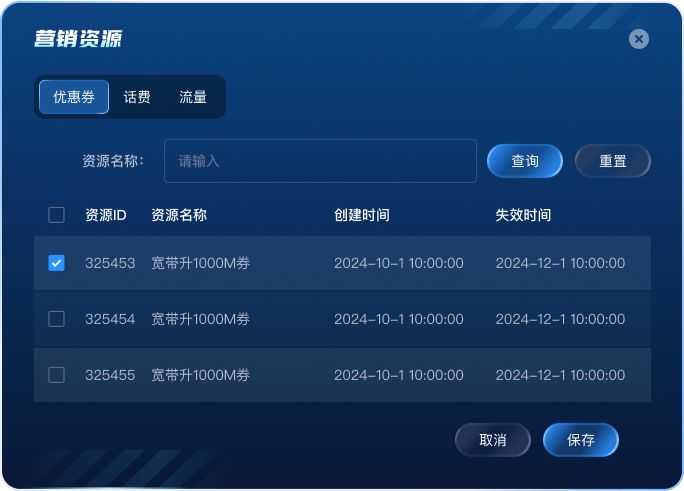 营销资源
优惠券 话费 流量
资源名称: 请输入 查询 重置
资源ID 资源名称 创建时间 失效时间
325453 宽带升1000M券 2024-10-1 10:00:00 2024-12-1 10:00:00
325454 宽带升1000M券 2024-10-1 10:00:00 2024-12-1 10:00:00
325455 宽带升1000M券 2024-10-1 10:00:00 2024-12-1 10:00:00
取消 保存